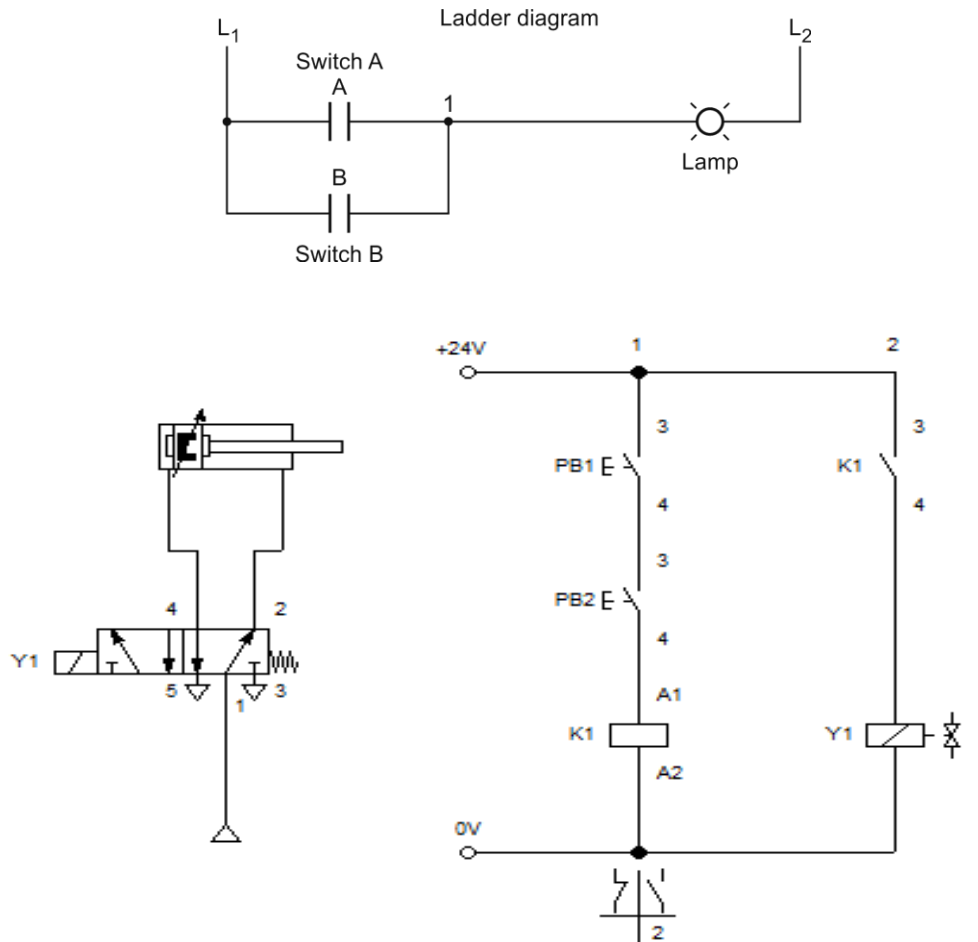 Ladder diagram
L1 L2
Switch A
A
1
Lamp
B
Switch B
+24V 1 2
3 3
PB1 K1
4 4
3
PB2
4
4 2
Y1
5 1 3
A1
K1 Y1
A2
0V
2